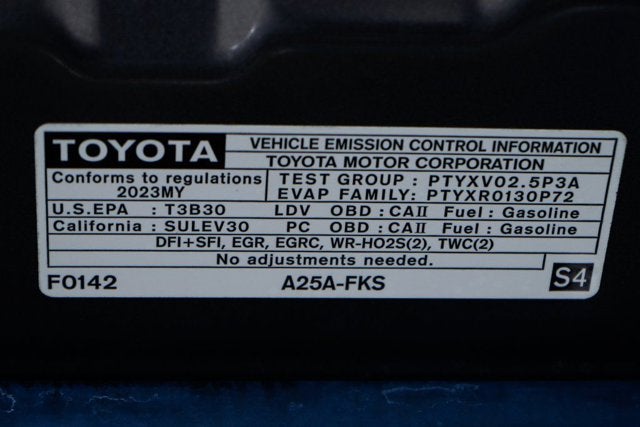 TOYOTA
VEHICLE EMISSION CONTROL INFORMATION
TOYOTA MOTOR CORPORATION
Conforms to regulations
2023MY
TEST GROUP : PTYXV02.5P3A
EVAP FAMILY: PTYXR0130P72
U.S.EPA : T3B30 LDV OBD : CAII Fuel : Gasoline
California : SULEV30 PC OBD : CAII Fuel : Gasoline
DFI+SFI, EGR, EGRC, WR-HO2S(2), TWC(2)
No adjustments needed.
F0142 A25A-FKS S4